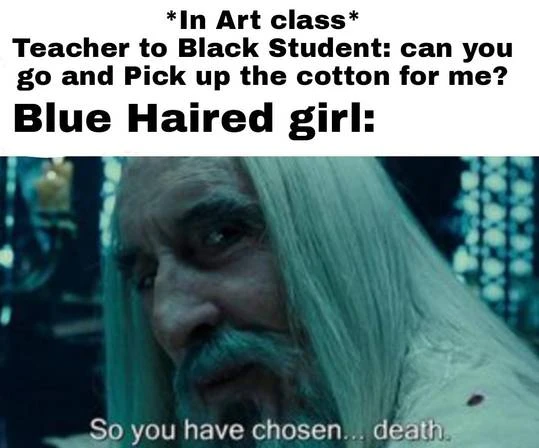 *In Art class*
Teacher to Black Student: can you
go and Pick up the cotton for me?
Blue Haired girl:
So you have chosen... death.